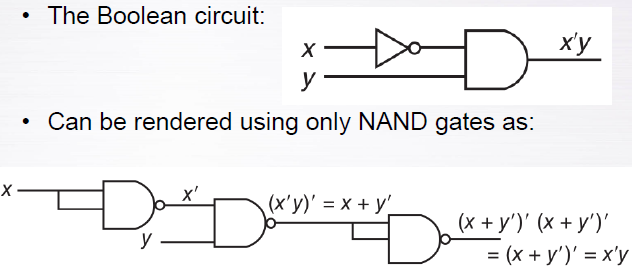 • The Boolean circuit:
x
y
x'y
• Can be rendered using only NAND gates as:
x
x'
y
(x'y)' = x + y'
(x + y')' (x + y')'
= (x + y')' = x'y